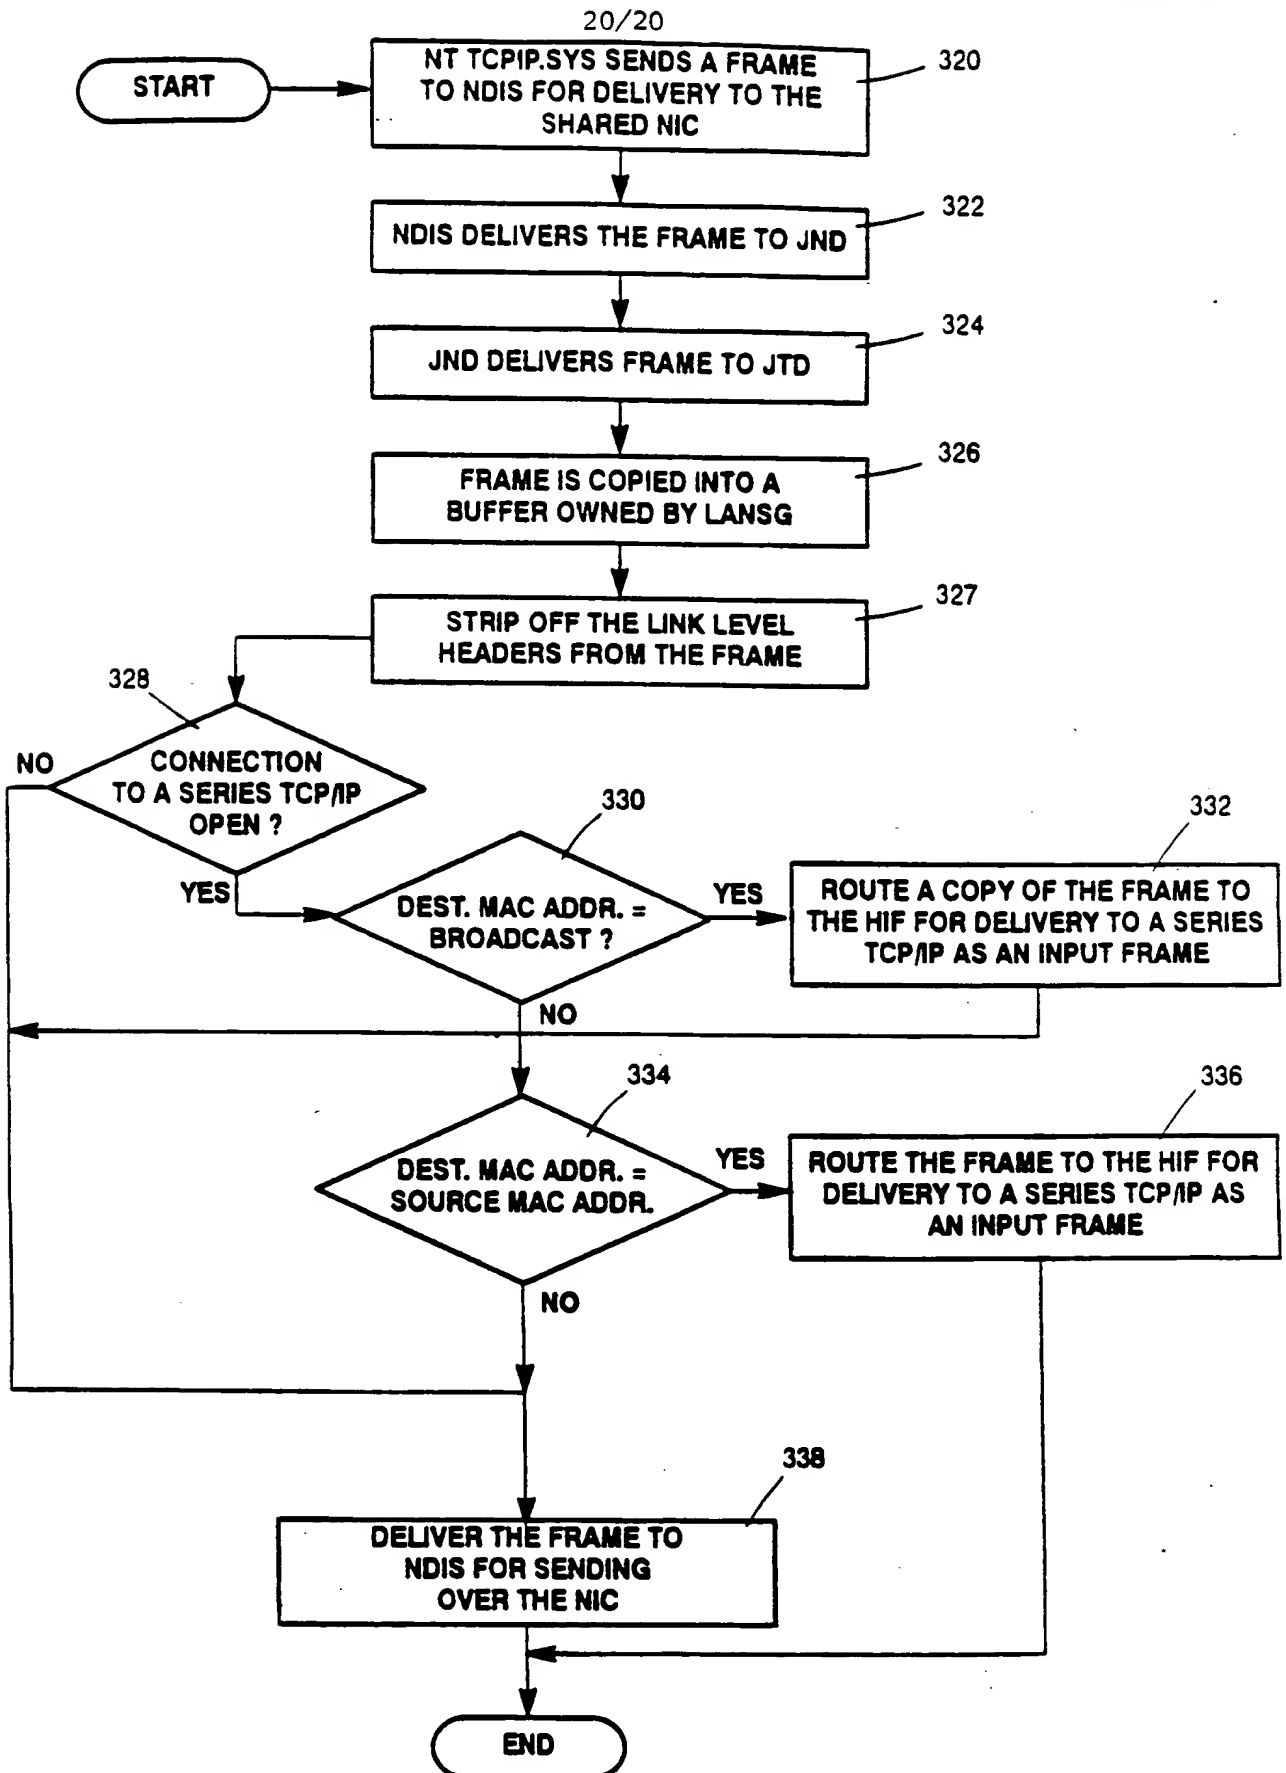 20/20
START
NT TCPIP.SYS SENDS A FRAME
TO NDIS FOR DELIVERY TO THE
SHARED NIC
320
NDIS DELIVERS THE FRAME TO JND
322
JND DELIVERS FRAME TO JTD
324
FRAME IS COPIED INTO A
BUFFER OWNED BY LANSG
326
STRIP OFF THE LINK LEVEL
HEADERS FROM THE FRAME
327
328
CONNECTION
TO A SERIES TCP/IP
OPEN ?
NO
YES
330
DEST. MAC ADDR. =
BROADCAST ?
YES
NO
332
ROUTE A COPY OF THE FRAME TO
THE HIF FOR DELIVERY TO A SERIES
TCP/IP AS AN INPUT FRAME
334
DEST. MAC ADDR. =
SOURCE MAC ADDR.
YES
NO
336
ROUTE THE FRAME TO THE HIF FOR
DELIVERY TO A SERIES TCP/IP AS
AN INPUT FRAME
338
DELIVER THE FRAME TO
NDIS FOR SENDING
OVER THE NIC
END